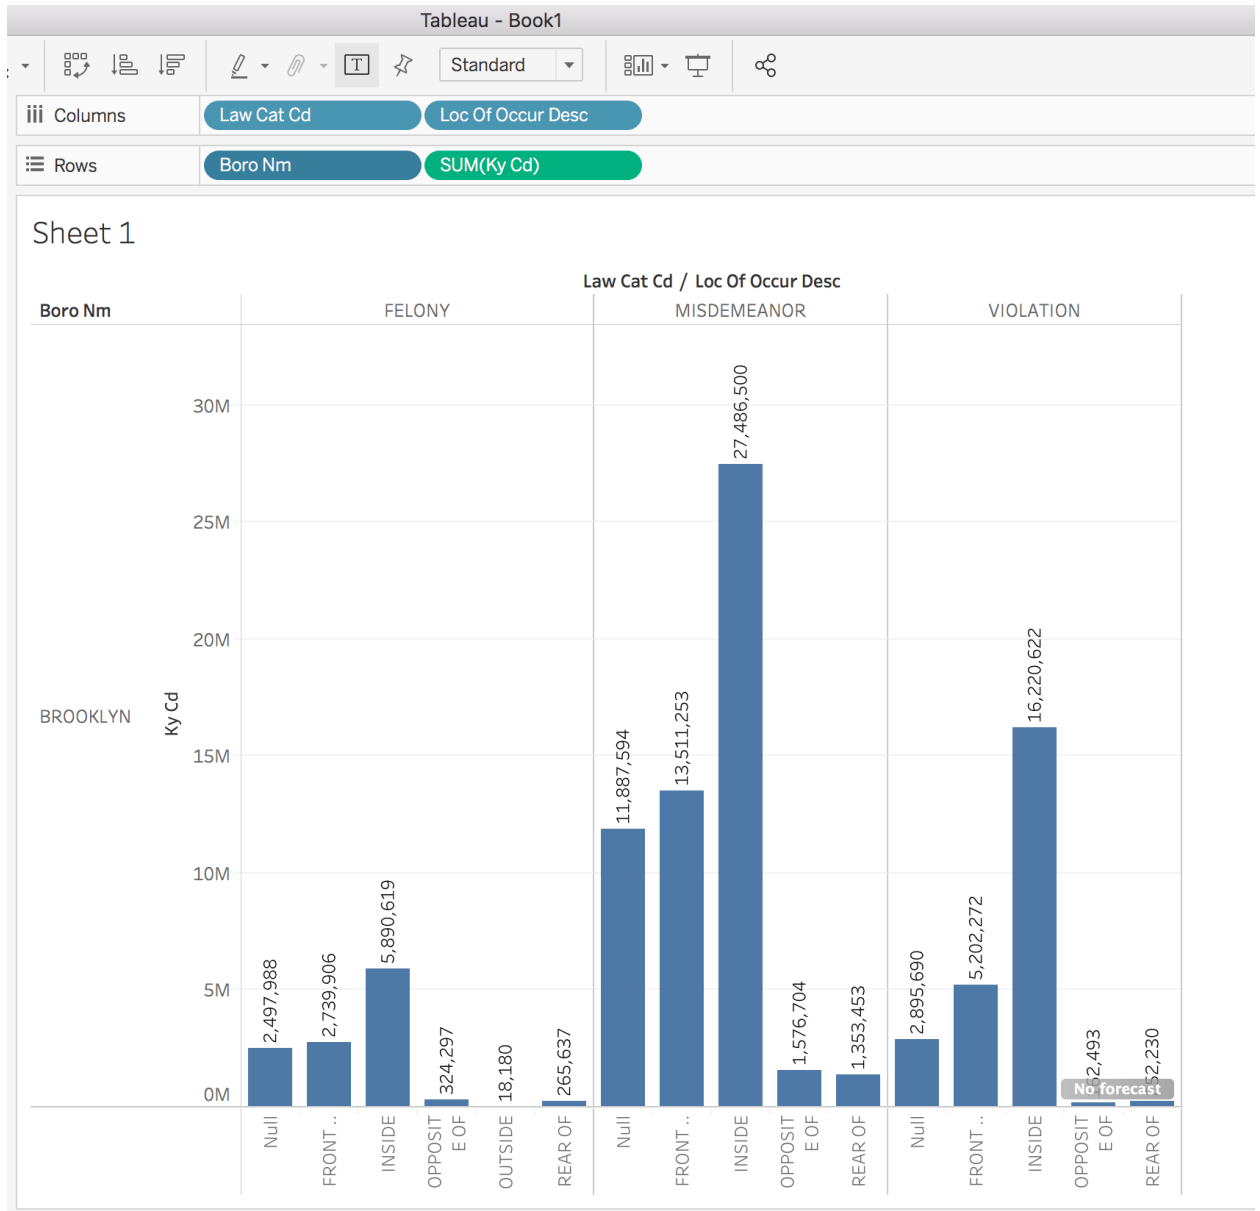 Tableau - Book1
T
Standard
Columns
Law Cat Cd
Loc Of Occur Desc
Rows
Boro Nm
SUM(Ky Cd)
Sheet 1
Law Cat Cd / Loc Of Occur Desc
Boro Nm
FELONY
MISDEMEANOR
VIOLATION
BROOKLYN
Ky Cd
30M
25M
20M
15M
10M
5M
0M
2,497,988
2,739,906
5,890,619
324,297
18,180
265,637
11,887,594
13,511,253
27,486,500
1,576,704
1,353,453
2,895,690
5,202,272
16,220,622
No forecast
Null
FRONT ..
INSIDE
OPPOSIT
E OF
OUTSIDE
REAR OF
Null
FRONT ..
INSIDE
OPPOSIT
E OF
REAR OF
Null
FRONT ..
INSIDE
OPPOSIT
E OF
REAR OF